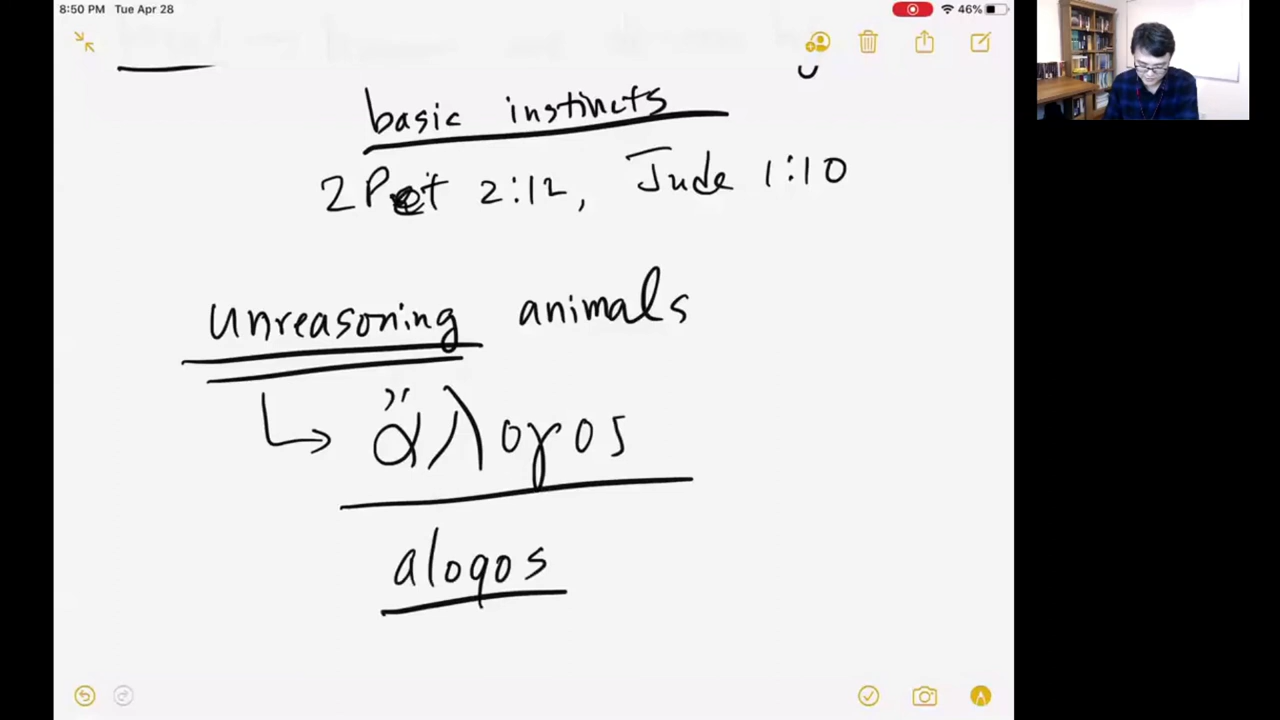 8:50 PM Tue Apr 28
46%
basic instincts
2 Pet 2:12, Jude 1:10
unreasoning animals
ἄλογος
alogos